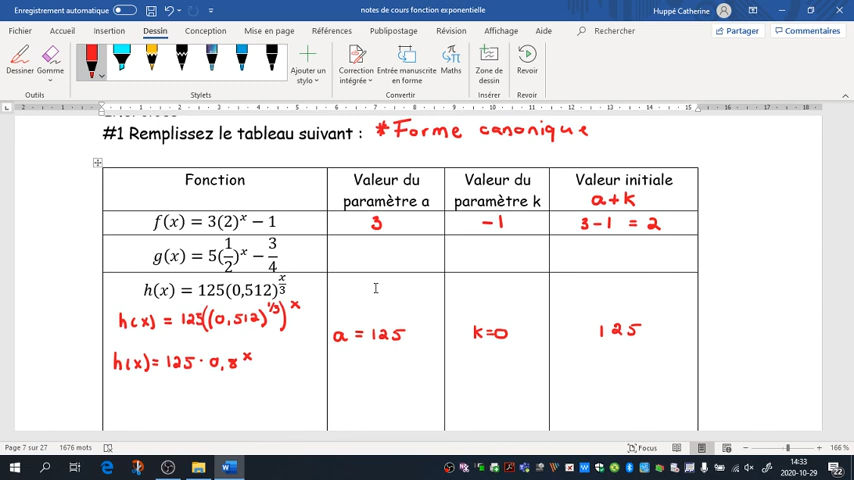 Enregistrement automatique
notes de cours fonction exponentielle
Huppé Catherine
Fichier Accueil Insertion Dessin Conception Mise en page Références Publipostage Révision Affichage Aide Rechercher Partager Commentaires
Dessiner Gomme Ajouter un stylo Correction intégrée Entrée manuscrite en forme Maths Zone de dessin Revoir
Insérer Revoir
#1 Remplissez le tableau suivant : *Forme canonique
Fonction Valeur du paramètre a Valeur du paramètre k Valeur initiale a+k
f(x) = 3(2)^x − 1 3 -1 3-1 = 2
g(x) = 5(1/2)^x − 3/4
h(x) = 125(0,512)^(x/3)
h(x) = 125((0,512)^(1/3))^x a = 125 k=0 125
h(x) = 125 · 0,8^x
Page 7 sur 27 1676 mots Focus 166 %
14:33
2020-10-29
22